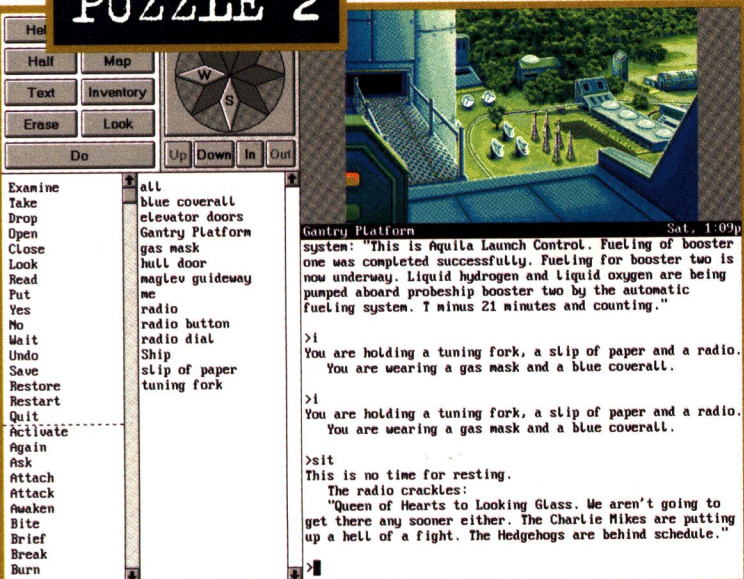 PUZZLE 2
Half Map
Text Inventory
Erase Look
Do
W
S
Up Down In Out
Examine
Take
Drop
Open
Close
Look
Read
Put
Yes
No
Wait
Undo
Save
Restore
Restart
Quit
Activate
Again
Ask
Attach
Attack
Awaken
Bite
Brief
Break
Burn
all
blue coverall
elevator doors
Gantry Platform
gas mask
hull door
maglev guideway
me
radio
radio button
radio dial
Ship
slip of paper
tuning fork
Gantry Platform Sat, 1:09p
system: "This is Aquila Launch Control. Fueling of booster
one was completed successfully. Fueling for booster two is
now underway. Liquid hydrogen and liquid oxygen are being
pumped aboard probeship booster two by the automatic
fueling system. T minus 21 minutes and counting."
>i
You are holding a tuning fork, a slip of paper and a radio.
You are wearing a gas mask and a blue coverall.
>i
You are holding a tuning fork, a slip of paper and a radio.
You are wearing a gas mask and a blue coverall.
>sit
This is no time for resting.
The radio crackles:
"Queen of Hearts to Looking Glass. We aren't going to
get there any sooner either. The Charlie Mikes are putting
up a hell of a fight. The Hedgehogs are behind schedule."
>